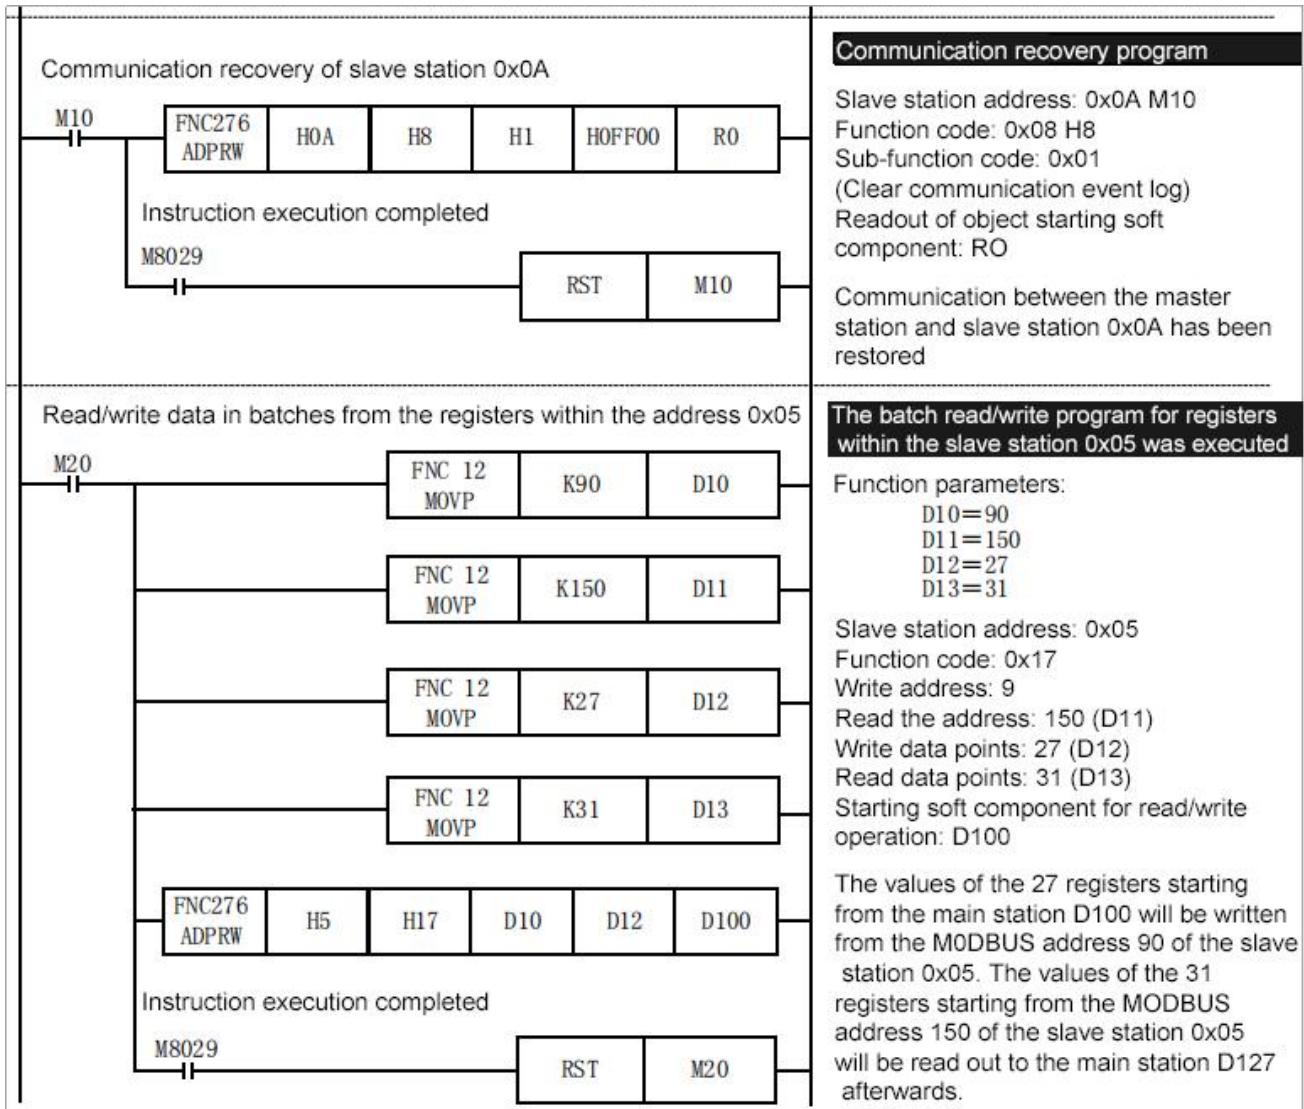 Communication recovery program
Communication recovery of slave station 0x0A
M10
FNC276
ADPRW
H0A
H8
H1
H0FF00
R0
Instruction execution completed
M8029
RST
M10
Slave station address: 0x0A M10
Function code: 0x08 H8
Sub-function code: 0x01
(Clear communication event log)
Readout of object starting soft
component: RO
Communication between the master
station and slave station 0x0A has been
restored
Read/write data in batches from the registers within the address 0x05
M20
FNC 12
MOVP
K90
D10
FNC 12
MOVP
K150
D11
FNC 12
MOVP
K27
D12
FNC 12
MOVP
K31
D13
FNC276
ADPRW
H5
H17
D10
D12
D100
Instruction execution completed
M8029
RST
M20
The batch read/write program for registers
within the slave station 0x05 was executed
Function parameters:
D10=90
D11=150
D12=27
D13=31
Slave station address: 0x05
Function code: 0x17
Write address: 9
Read the address: 150 (D11)
Write data points: 27 (D12)
Read data points: 31 (D13)
Starting soft component for read/write
operation: D100
The values of the 27 registers starting
from the main station D100 will be written
from the M0DBUS address 90 of the slave
station 0x05. The values of the 31
registers starting from the MODBUS
address 150 of the slave station 0x05
will be read out to the main station D127
afterwards.